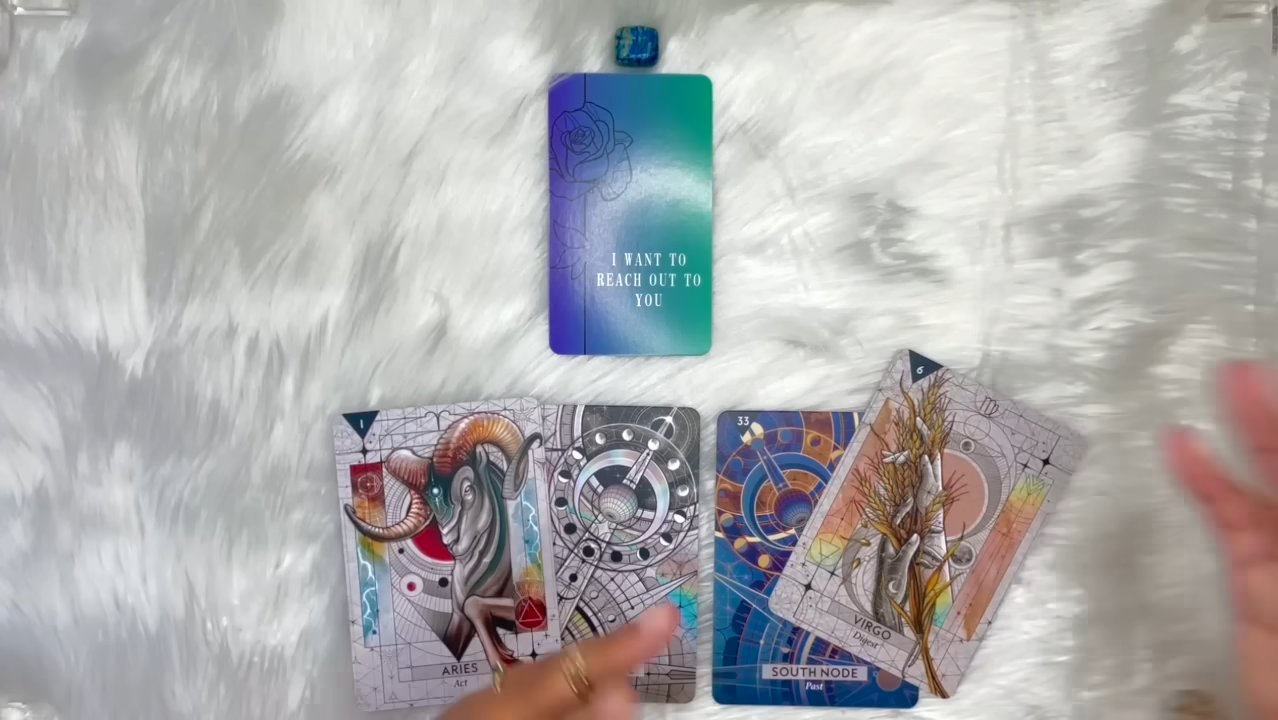 I WANT TO
REACH OUT TO
YOU
1
ARIES
Act
33
SOUTH NODE
Past
6
VIRGO
Digest